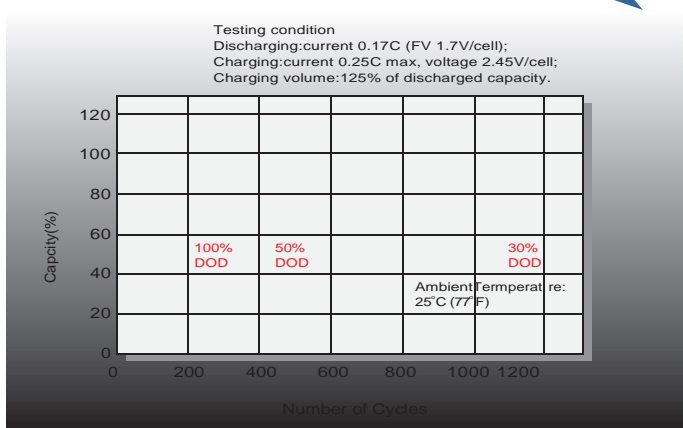 Testing condition
Discharging:current 0.17C (FV 1.7V/cell);
Charging:current 0.25C max, voltage 2.45V/cell;
Charging volume:125% of discharged capacity.
120
100
80
60
40
20
0
Capcity(%)
100%
DOD
50%
DOD
30%
DOD
Ambient Termperat re:
25°C (77°F)
0 200 400 600 800 1000 1200
Number of Cycles